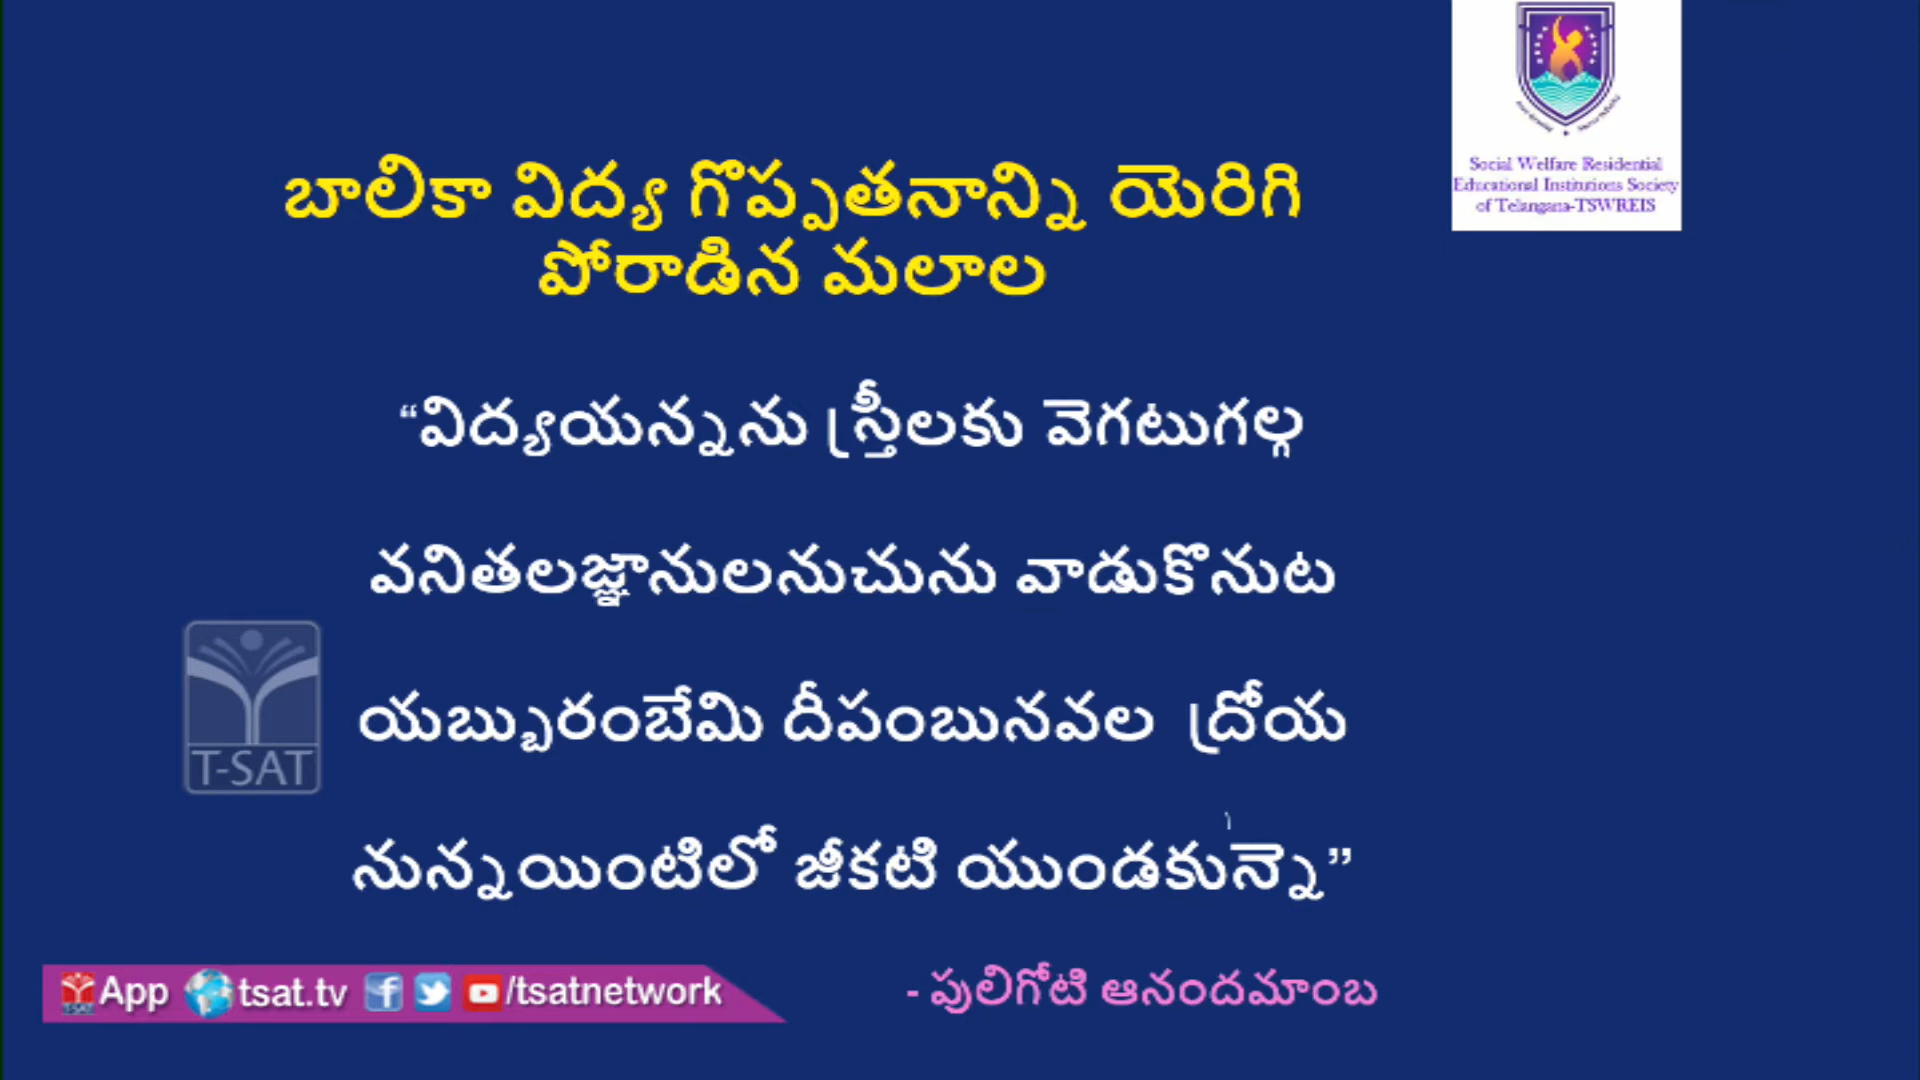 Social Welfare Residential
Educational Institutions Society
of Telangana-TSWREIS
బాలికా విద్య గొప్పతనాన్ని యెరిగి
పోరాడిన మలాల
“విద్యయన్నను స్త్రీలకు వెగటుగల్గ
వనితలజ్ఞానులనుచును వాడుకొనుట
యబ్బురంబేమి దీపంబునవల ద్రోయ
నున్నయింటిలో జీకటి యుండకున్నె”
T-SAT
App tsat.tv /tsatnetwork
- పులిగోటి ఆనందమాంబ